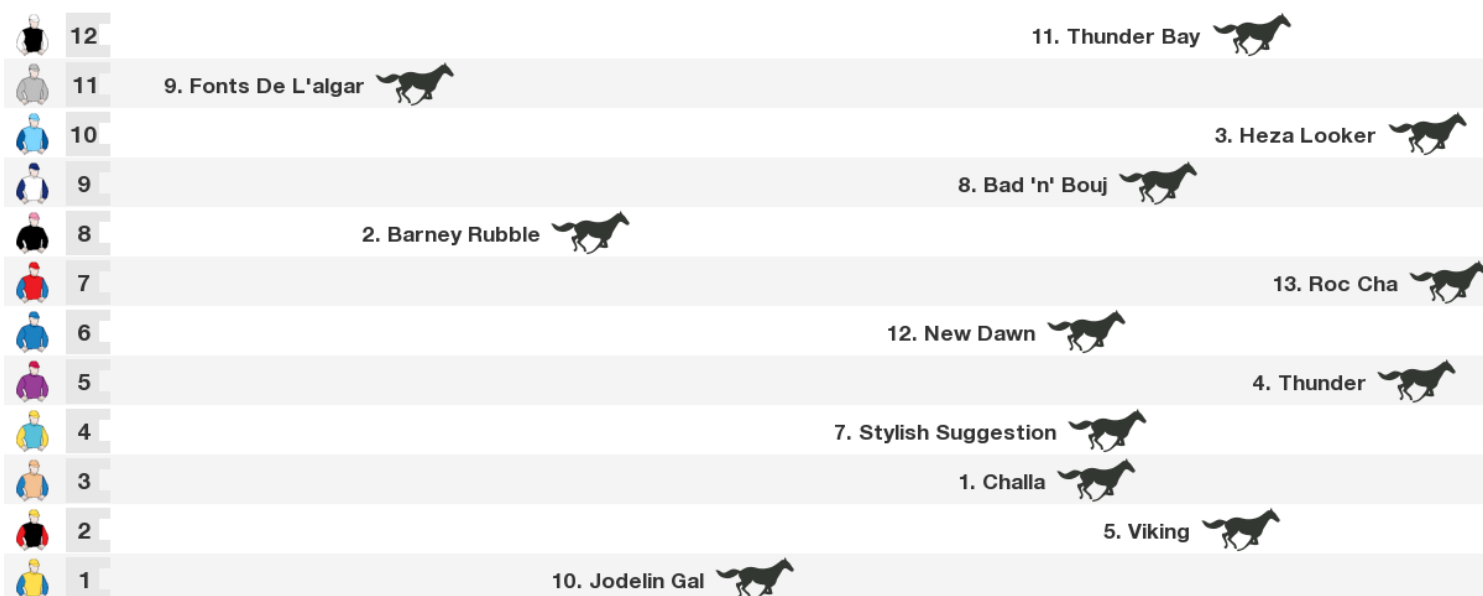 12 11. Thunder Bay
11 9. Fonts De L'algar
10 3. Heza Looker
9 8. Bad 'n' Bouj
8 2. Barney Rubble
7 13. Roc Cha
6 12. New Dawn
5 4. Thunder
4 7. Stylish Suggestion
3 1. Challa
2 5. Viking
1 10. Jodelin Gal